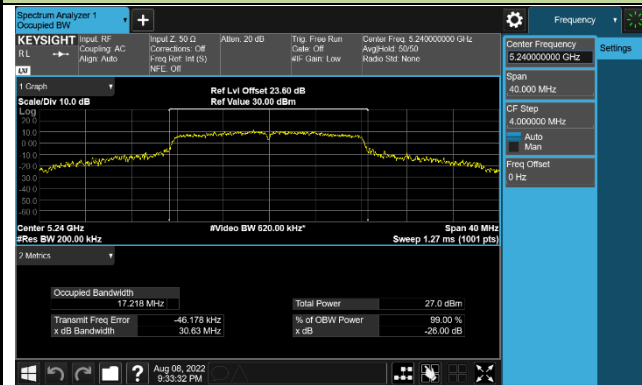 Spectrum Analyzer 1
Occupied BW
+
Frequency
KEYSIGHT
RL
LXI
Input: RF
Coupling: AC
Align: Auto
Input Z: 50 Ω
Corrections: Off
Freq Ref: Int (S)
NFE: Off
Atten: 20 dB
Trig: Free Run
Gate: Off
#IF Gain: Low
Center Freq: 5.240000000 GHz
Avg|Hold: 50/50
Radio Std: None
Center Frequency
5.240000000 GHz
Settings
Span
40.000 MHz
CF Step
4.000000 MHz
Auto
Man
Freq Offset
0 Hz
1 Graph
Scale/Div 10.0 dB
Ref Lvl Offset 23.60 dB
Ref Value 30.00 dBm
Log
20.0
10.0
0.00
-10.0
-20.0
-30.0
-40.0
-50.0
-60.0
Center 5.24 GHz
#Video BW 620.00 kHz*
Span 40 MHz
#Res BW 200.00 kHz
Sweep 1.27 ms (1001 pts)
2 Metrics
Occupied Bandwidth
17.218 MHz
Total Power
27.0 dBm
Transmit Freq Error
-46.178 kHz
% of OBW Power
99.00 %
x dB Bandwidth
30.63 MHz
x dB
-26.00 dB
?
Aug 08, 2022
9:33:32 PM